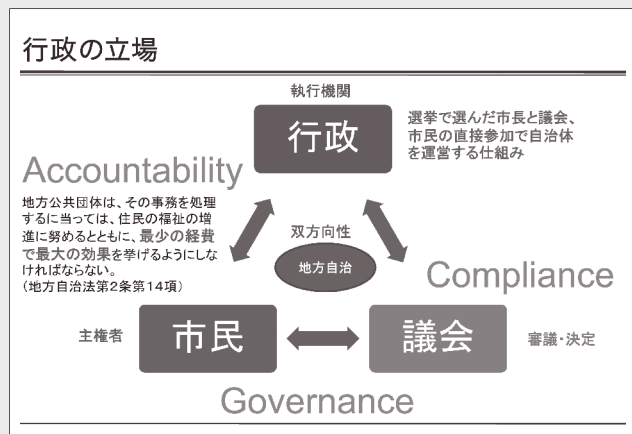 行政の立場
執行機関
行政
選挙で選んだ市長と議会、
市民の直接参加で自治体
を運営する仕組み
Accountability
地方公共団体は、その事務を処理
するに当っては、住民の福祉の増
進に努めるとともに、最少の経費
で最大の効果を挙げるようにしな
ければならない。
(地方自治法第2条第14項)
双方向性
地方自治
Compliance
主権者
市民
議会
審議・決定
Governance